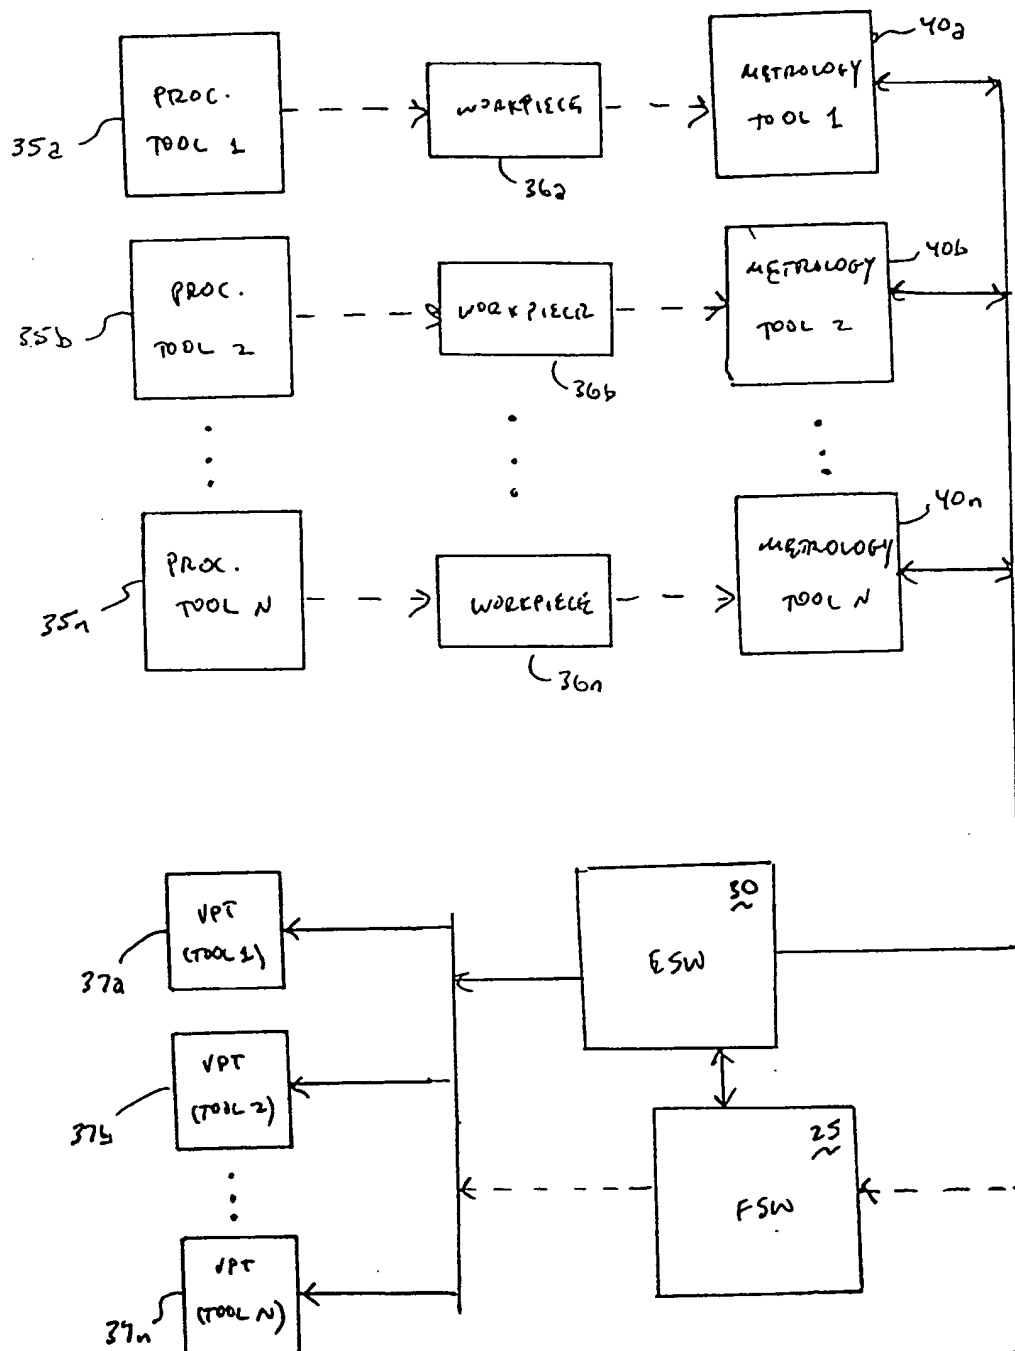 40a
PROC.
TOOL 1
WORKPIECE
METROLOGY
TOOL 1
35a
36a
40b
PROC.
TOOL 2
WORKPIECE
METROLOGY
TOOL 2
35b
36b
40n
PROC.
TOOL N
WORKPIECE
METROLOGY
TOOL N
35n
36n
30
VPT
(TOOL 1)
ESW
37a
VPT
(TOOL 2)
37b
25
FSW
VPT
(TOOL N)
37n